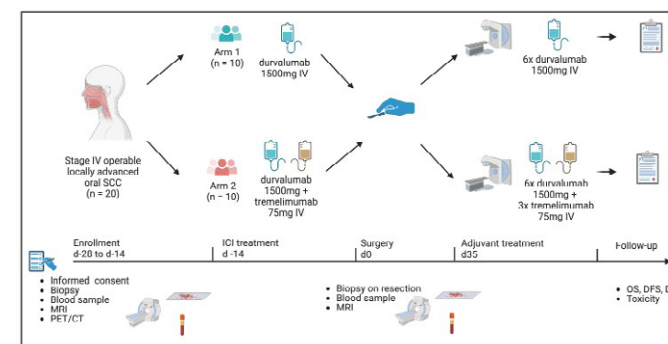 Arm 1
(n = 10)
durvalumab
1500mg IV
6x durvalumab
1500mg IV
Stage IV operable
locally advanced
oral SCC
(n = 20)
Arm 2
(n = 10)
durvalumab
1500mg +
tremelimumab
75mg IV
6x durvalumab
1500mg +
3x tremelimumab
75mg IV
Enrollment
d-28 to d-14
ICI treatment
d -14
Surgery
d0
Adjuvant treatment
d35
Follow-up
• Informed consent
• Biopsy
• Blood sample
• MRI
• PET/CT
• Biopsy on resection
• Blood sample
• MRI
• OS, DFS,
• Toxicity